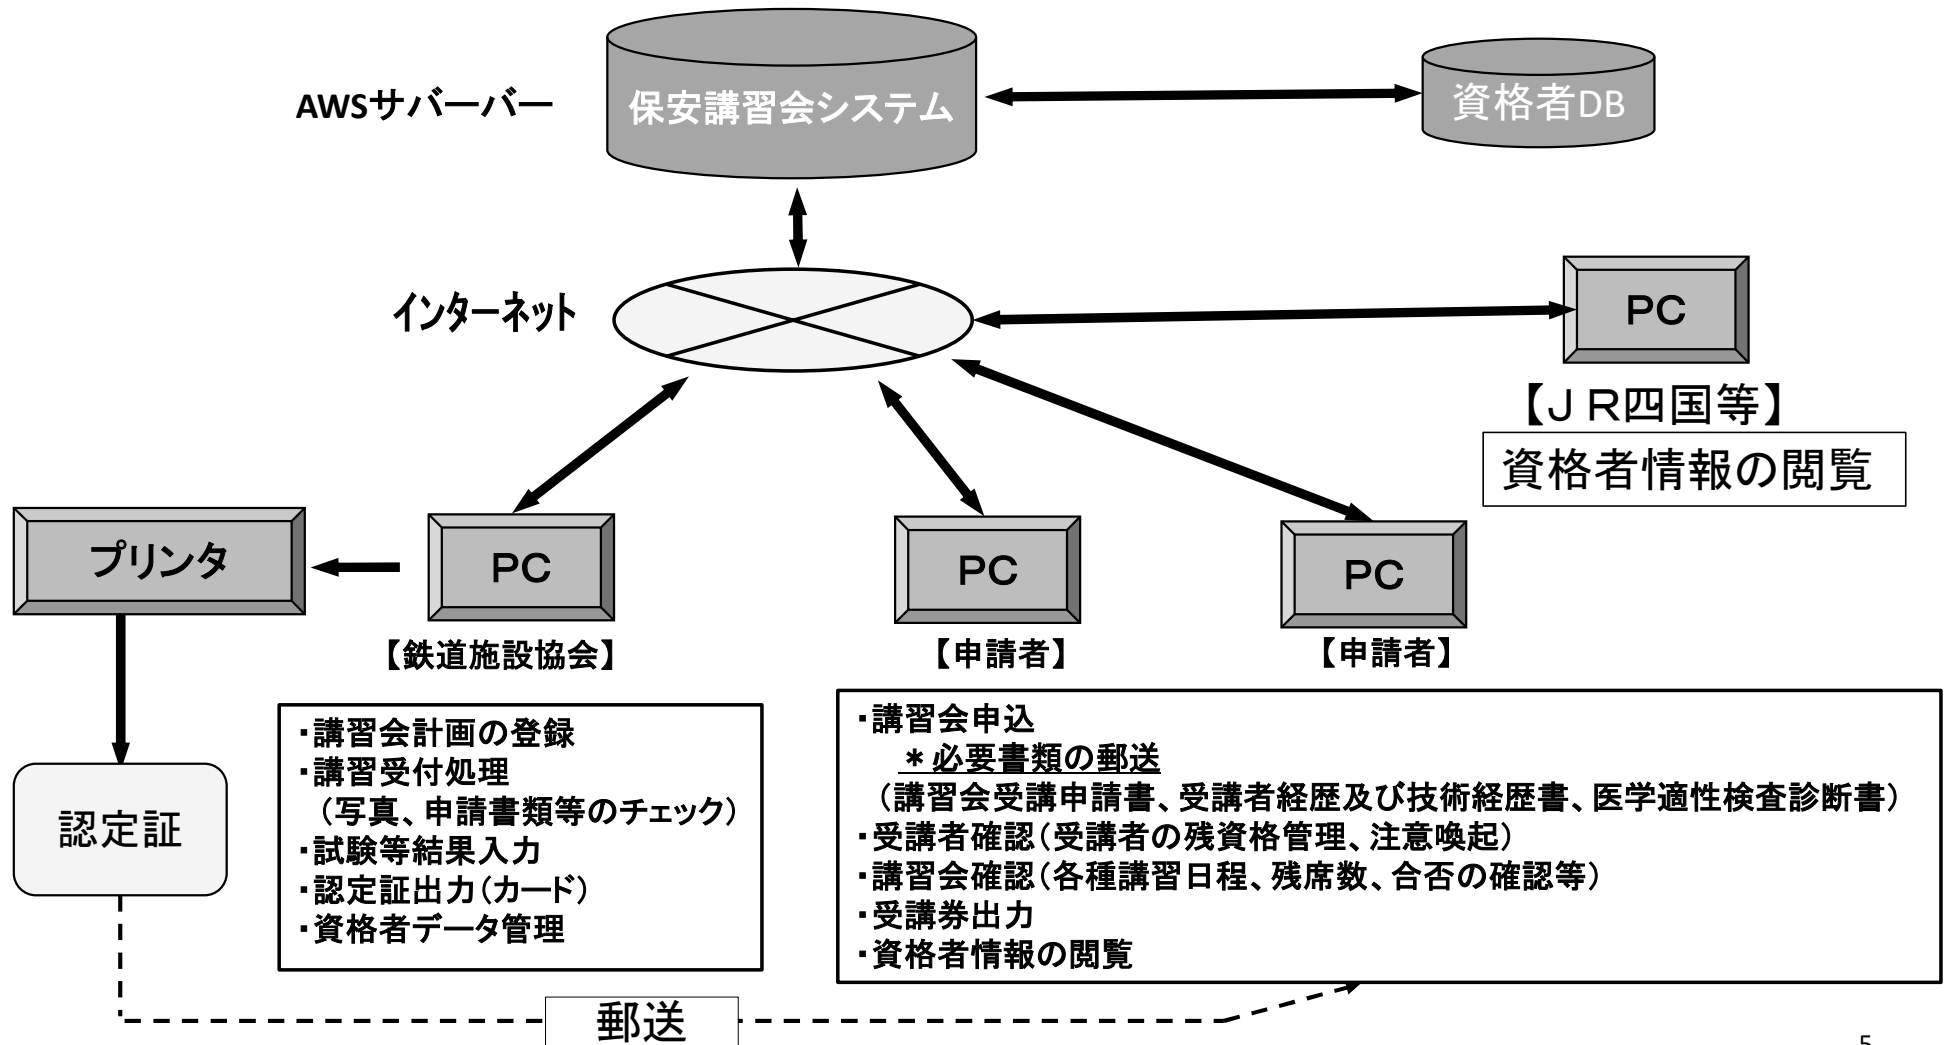 AWSサバーバー
保安講習会システム
資格者DB
インターネット
PC
【JR四国等】
資格者情報の閲覧
プリンタ
PC
PC
PC
【鉄道施設協会】
【申請者】
【申請者】
・講習会計画の登録
・講習受付処理
（写真、申請書類等のチェック）
・試験等結果入力
・認定証出力（カード）
・資格者データ管理
・講習会申込
＊必要書類の郵送
（講習会受講申請書、受講者経歴及び技術経歴書、医学適性検査診断書）
・受講者確認（受講者の残資格管理、注意喚起）
・講習会確認（各種講習日程、残席数、合否の確認等）
・受講券出力
・資格者情報の閲覧
認定証
郵送
5